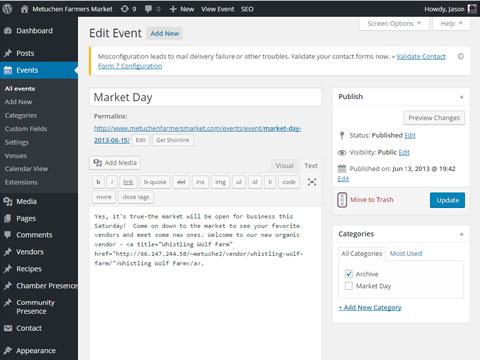 Metuchen Farmers Market 9 + New View Event SEO Howdy, Jason
Screen Options Help
Dashboard
Posts
Events
All events
Add New
Categories
Custom Fields
Settings
Venues
Calendar View
Extensions
Media
Pages
Comments
Vendors
Recipes
Chamber Presence
Community
Presence
Contact
Appearance
Edit Event Add New
Misconfiguration leads to mail delivery failure or other troubles. Validate your contact forms now. » Validate Contact
Form 7 Configuration
Market Day
Permalink:
http://www.metuchenfarmersmarket.com/events/event/market-day-
2013-06-15/ Edit Get Shortlink
Add Media Visual Text
b i link b-quote del ins img ul ol li code
more close tags
Yes, it's true-the market will be open for business this
Saturday! Come on down to the market to see your favorite
vendors and meet some new ones. Welcome to our new organic
vendor - <a title="Whistling Wolf Farm"
href="http://66.147.244.58/~metuche2/vendor/whistling-wolf-
farm/">Whistling Wolf Farm</a>.
Publish
Preview Changes
Status: Published Edit
Visibility: Public Edit
Published on: Jun 13, 2013 @ 19:42
Edit
Move to Trash Update
Categories
All Categories Most Used
Archive
Market Day
+ Add New Category